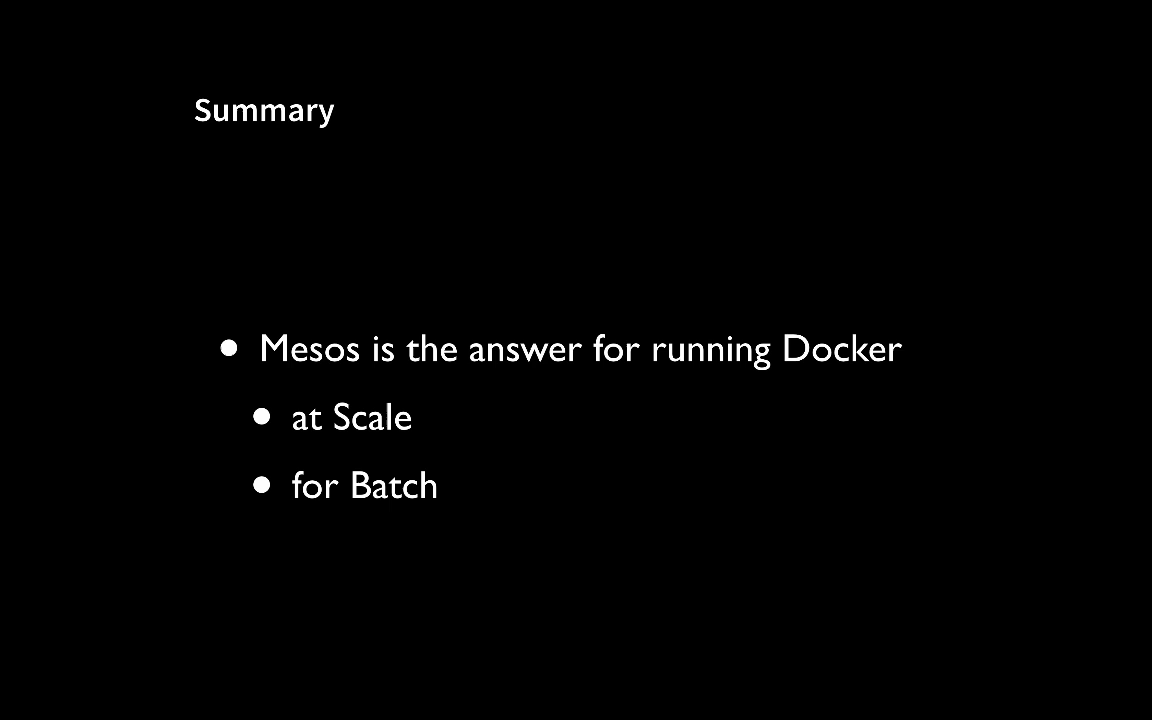 Summary
• Mesos is the answer for running Docker
• at Scale
• for Batch